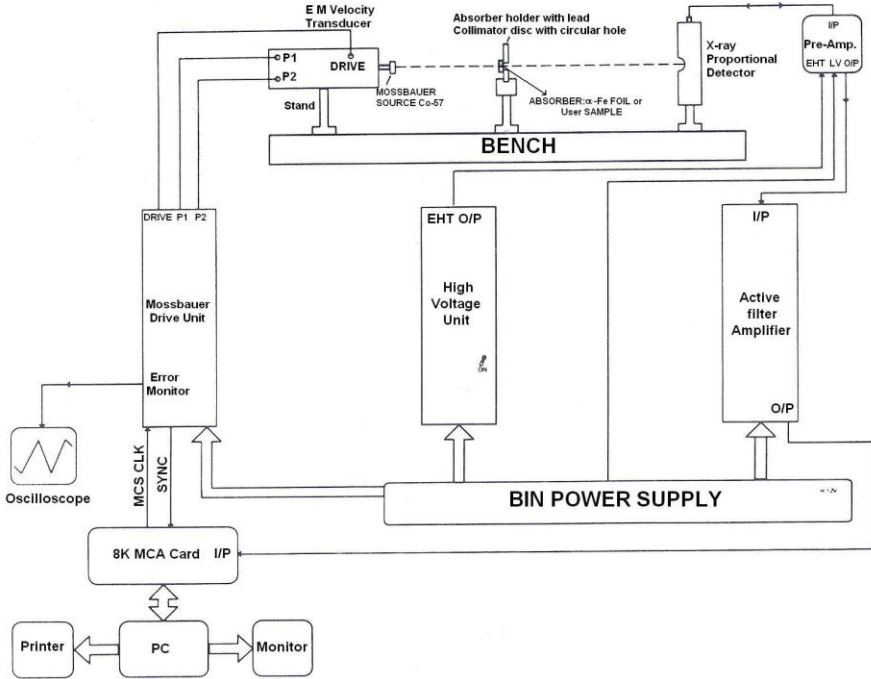 E M Velocity
Transducer
P1
P2
DRIVE
Stand
MOSSBAUER
SOURCE Co-57
Absorber holder with lead
Collimator disc with circular hole
ABSORBER:α -Fe FOIL or
User SAMPLE
X-ray
Proportional
Detector
I/P
Pre-Amp.
EHT LV O/P
BENCH
DRIVE P1 P2
Mossbauer
Drive Unit
Error
Monitor
EHT O/P
High
Voltage
Unit
ON
I/P
Active
filter
Amplifier
O/P
Oscilloscope
MCS CLK
SYNC
BIN POWER SUPPLY
8K MCA Card I/P
Printer
PC
Monitor